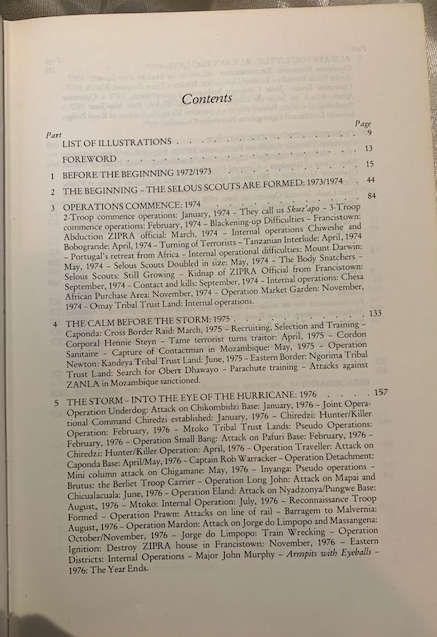 Contents
Part Page
LIST OF ILLUSTRATIONS . . . . . . . . . . . . 9
FOREWORD . . . . . . . . . . . . . . . 13
1 BEFORE THE BEGINNING 1972/1973 . . . . . . . 15
2 THE BEGINNING – THE SELOUS SCOUTS ARE FORMED: 1973/1974 . 44
3 OPERATIONS COMMENCE: 1974 . . . . . . . . . 84
2-Troop commence operations: January, 1974 – They call us Skuz'apo – 3-Troop
commence operations: February, 1974 – Blackening-up Difficulties – Francistown:
Abduction ZIPRA official: March, 1974 – Internal operations Chiweshe and
Bobogrande: April, 1974 – Turning of Terrorists – Tanzanian Interlude: April, 1974
– Portugal's retreat from Africa – Internal operational difficulties: Mount Darwin:
May, 1974 – Selous Scouts Doubled in size: May, 1974 – The Body Snatchers –
Selous Scouts: Still Growing – Kidnap of ZIPRA Official from Francistown:
September, 1974 – Contact and kills: September, 1974 – Internal operations: Chesa
African Purchase Area: November, 1974 – Operation Market Garden: November,
1974 – Omay Tribal Trust Land: Internal operations.
4 THE CALM BEFORE THE STORM: 1975 . . . . . . . 133
Caponda: Cross Border Raid: March, 1975 – Recruiting, Selection and Training –
Corporal Hennie Steyn – Tame terrorist turns traitor: April, 1975 – Cordon
Sanitaire – Capture of Contactman in Mozambique: May, 1975 – Operation
Newton: Kandeya Tribal Trust Land: June, 1975 – Eastern Border: Ngorima Tribal
Trust Land: Search for Obert Dhawayo – Parachute training – Attacks against
ZANLA in Mozambique sanctioned.
5 THE STORM – INTO THE EYE OF THE HURRICANE: 1976 . . . 157
Operation Underdog: Attack on Chikombidzi Base: January, 1976 – Joint Opera-
tional Command Chiredzi established: January, 1976 – Chiredzi: Hunter/Killer
Operation: February, 1976 – Mtoko Tribal Trust Lands: Pseudo Operations:
February, 1976 – Operation Small Bang: Attack on Pafuri Base: February, 1976 –
Chiredzi: Hunter/Killer Operation: April, 1976 – Operation Traveller: Attack on
Caponda Base: April/May, 1976 – Captain Rob Warracker – Operation Detachment:
Mini column attack on Chigamane: May, 1976 – Inyanga: Pseudo operations –
Brutus: the Berliet Troop Carrier – Operation Long John: Attack on Mapai and
Chicualacuala: June, 1976 – Operation Eland: Attack on Nyadzonya/Pungwe Base:
August, 1976 – Mtoko: Internal Operation: July, 1976 – Reconnaissance Troop
Formed – Operation Prawn: Attacks on line of rail – Barragem to Malvernia:
August, 1976 – Operation Mardon: Attack on Jorge do Limpopo and Massangena:
October/November, 1976 – Jorge do Limpopo: Train Wrecking – Operation
Ignition: Destroy ZIPRA house in Francistown: November, 1976 – Eastern
Districts: Internal Operations – Major John Murphy – Armpits with Eyeballs –
1976: The Year Ends.